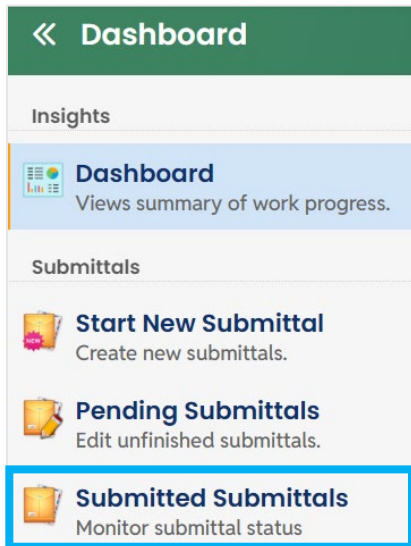 « Dashboard
Insights
Dashboard
Views summary of work progress.
Submittals
NEW
Start New Submittal
Create new submittals.
Pending Submittals
Edit unfinished submittals.
Submitted Submittals
Monitor submittal status